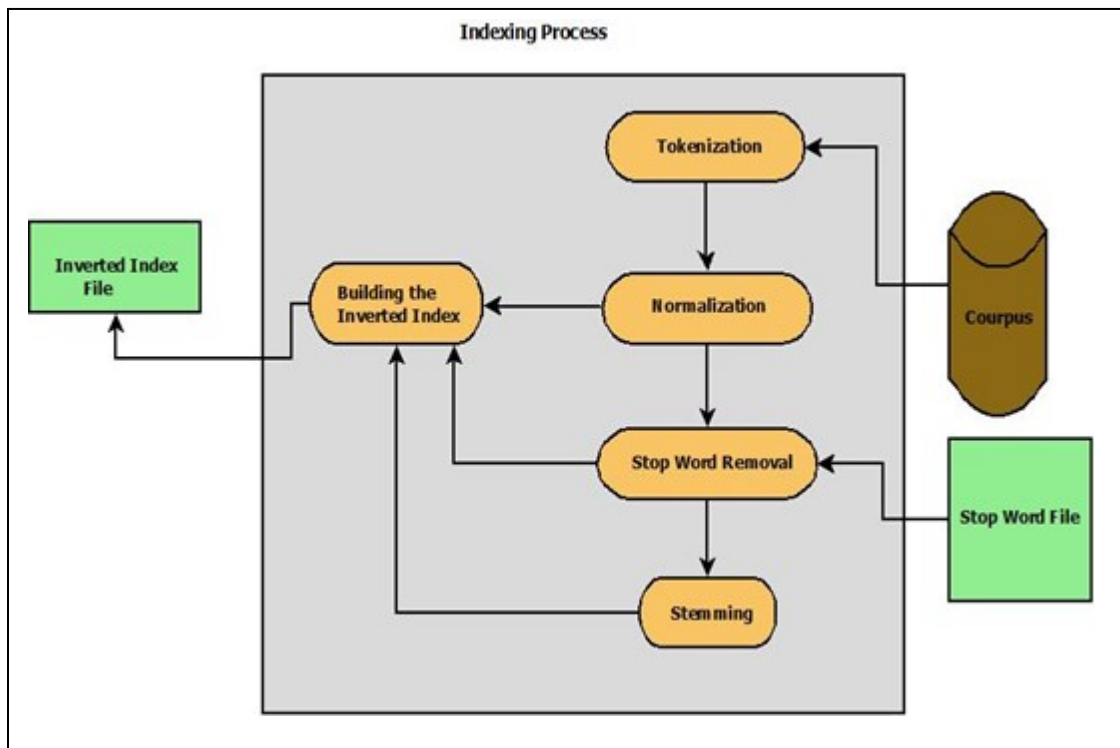 Indexing Process
Tokenization
Inverted Index
File
Building the
Inverted Index
Normalization
Courpus
Stop Word Removal
Stop Word File
Stemming